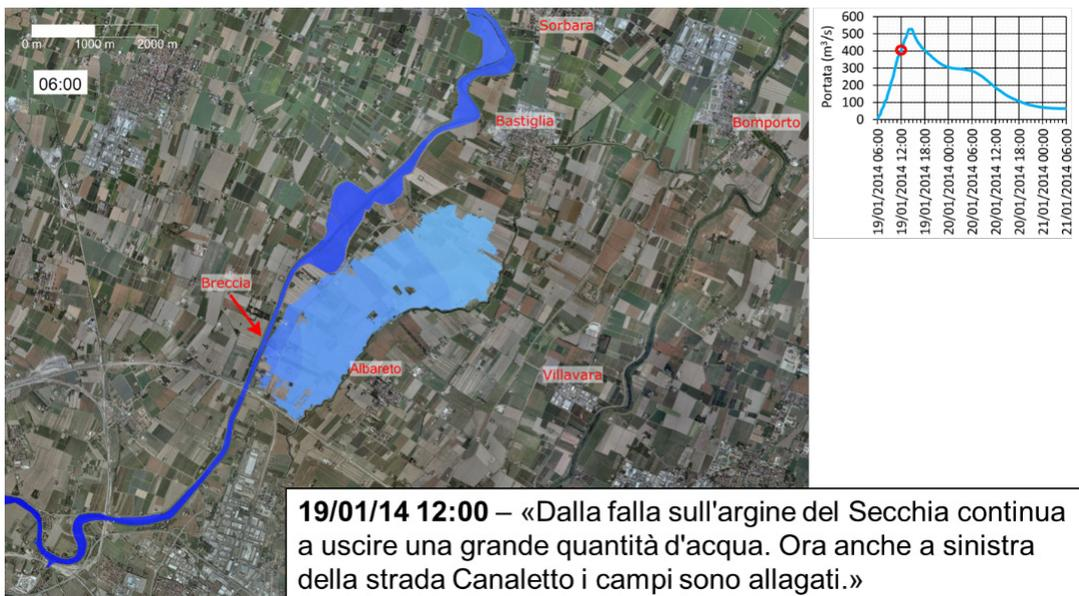 0 m 1000 m 2000 m
06:00
Sorbara
Bastiglia
Bomporto
Breccia
Albareto
Villavara
Portata (m³/s)
600
500
400
300
200
100
0
19/01/2014 06:00
19/01/2014 12:00
19/01/2014 18:00
20/01/2014 00:00
20/01/2014 06:00
20/01/2014 12:00
20/01/2014 18:00
21/01/2014 00:00
21/01/2014 06:00
19/01/14 12:00 – «Dalla falla sull'argine del Secchia continua
a uscire una grande quantità d'acqua. Ora anche a sinistra
della strada Canaletto i campi sono allagati.»